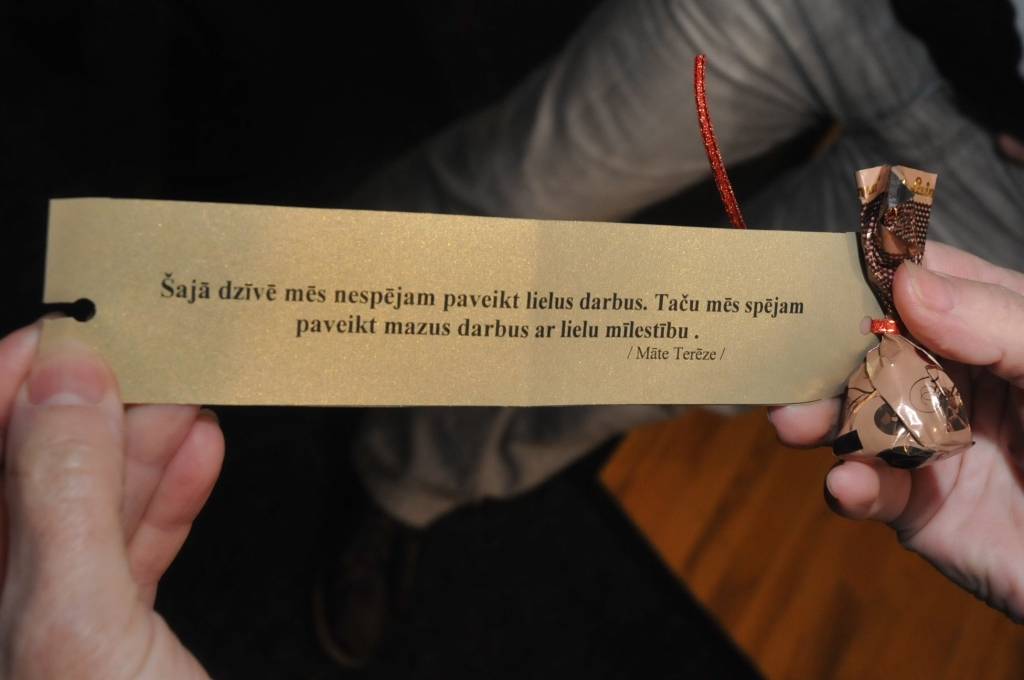 Šajā dzīvē mēs nespējam paveikt lielus darbus. Taču mēs spējam
paveikt mazus darbus ar lielu mīlestību .
/ Māte Terēze /